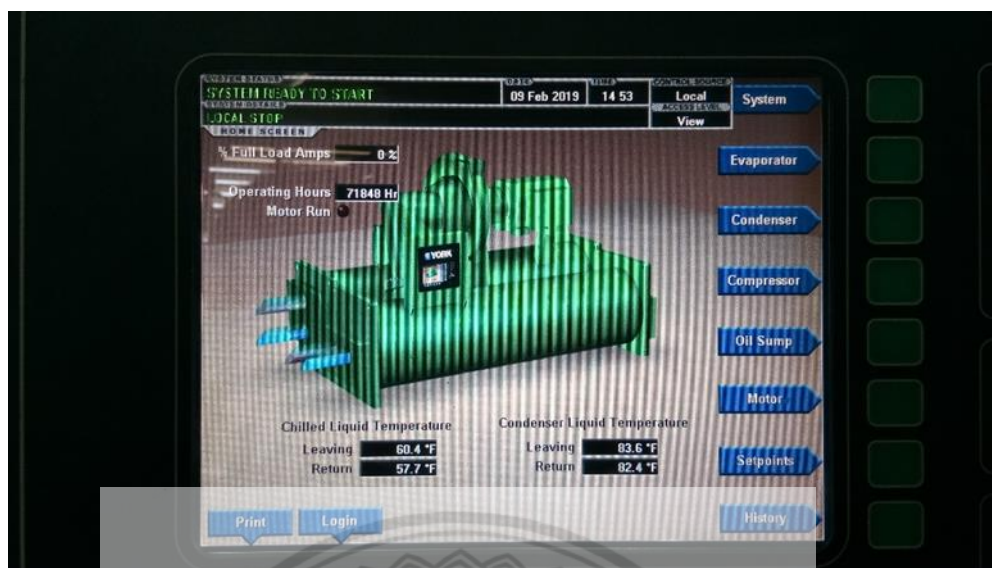 SYSTEM STATUS
SYSTEM READY TO START
SYSTEM DETAILS
LOCAL STOP
HOME SCREEN
DATE
09 Feb 2019
TIME
14 53
CONTROL SOURCE
Local
ACCESS LEVEL
View
% Full Load Amps 0 %
Operating Hours 71848 Hr
Motor Run
YORK
System
Evaporator
Condenser
Compressor
Oil Sump
Motor
Setpoints
History
Chilled Liquid Temperature
Leaving 60.4 °F
Return 57.7 °F
Condenser Liquid Temperature
Leaving 83.6 °F
Return 82.4 °F
Print
Login